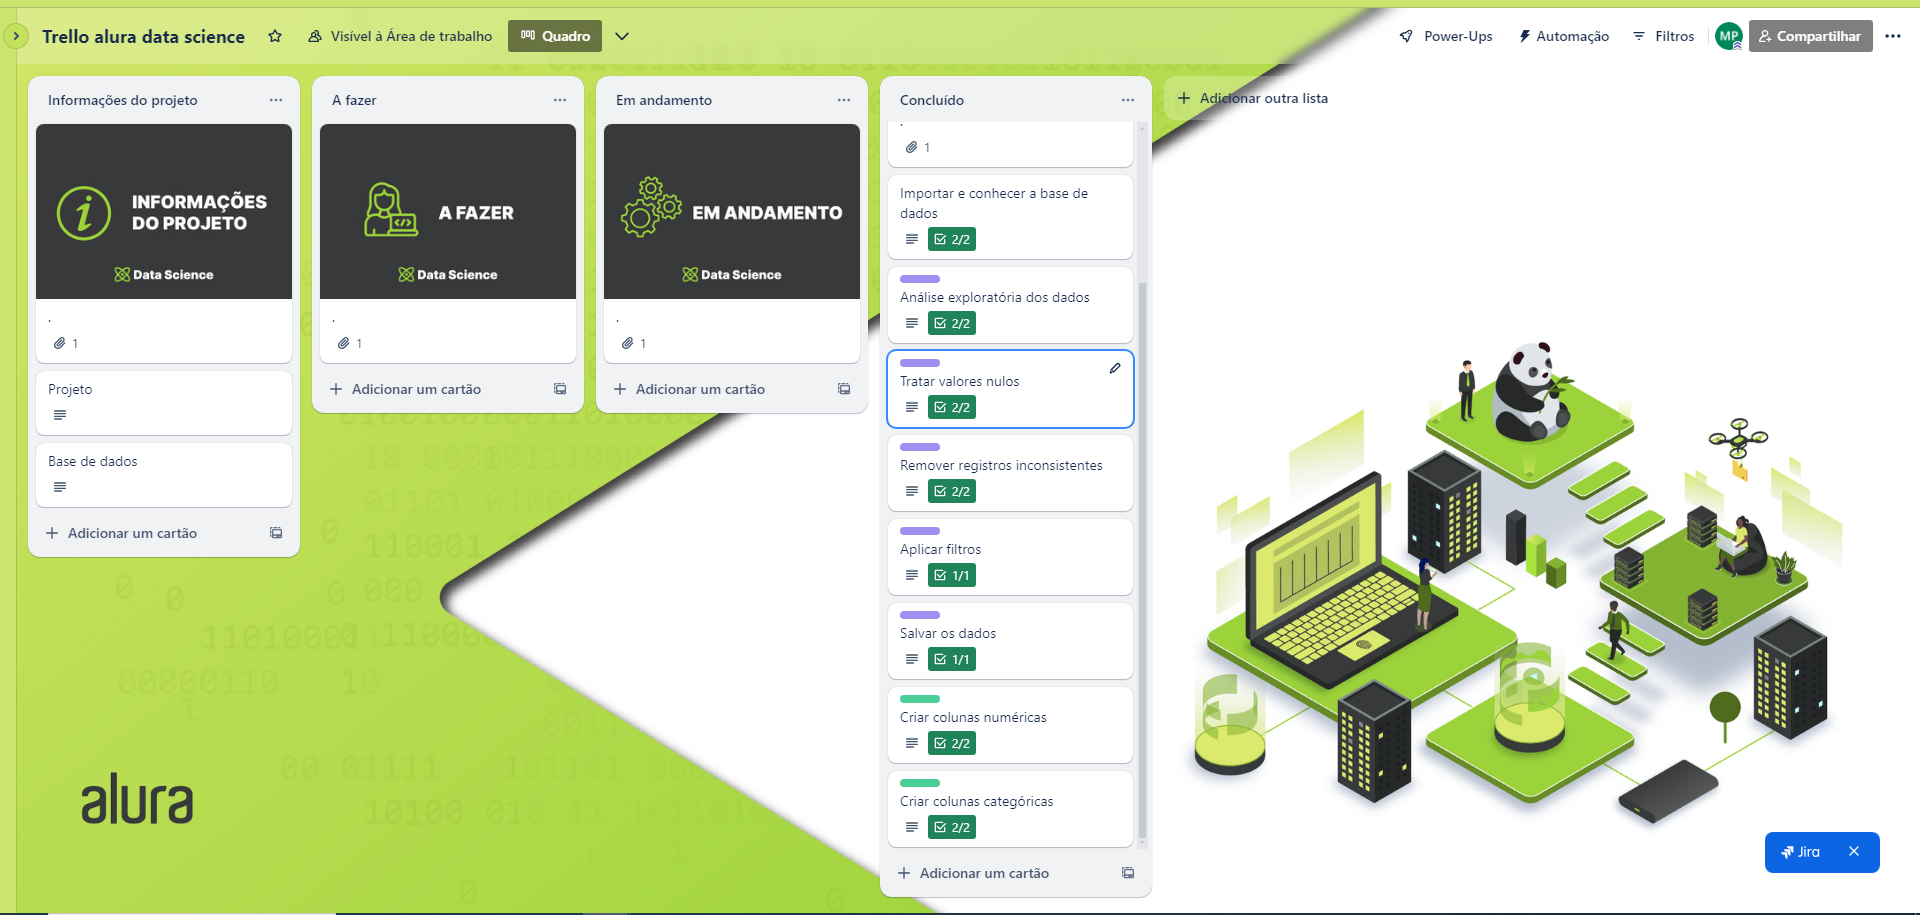 Trello alura data science
Visível à Área de trabalho
Quadro
Power-Ups
Automação
Filtros
MP
Compartilhar
Informações do projeto
INFORMAÇÕES
DO PROJETO
Data Science
.
1
Projeto
Base de dados
Adicionar um cartão
A fazer
A FAZER
Data Science
.
1
Adicionar um cartão
Em andamento
EM ANDAMENTO
Data Science
.
1
Adicionar um cartão
Concluído
.
1
Importar e conhecer a base de
dados
2/2
Análise exploratória dos dados
2/2
Tratar valores nulos
2/2
Remover registros inconsistentes
2/2
Aplicar filtros
1/1
Salvar os dados
1/1
Criar colunas numéricas
2/2
Criar colunas categóricas
2/2
Adicionar um cartão
Adicionar outra lista
alura
Jira